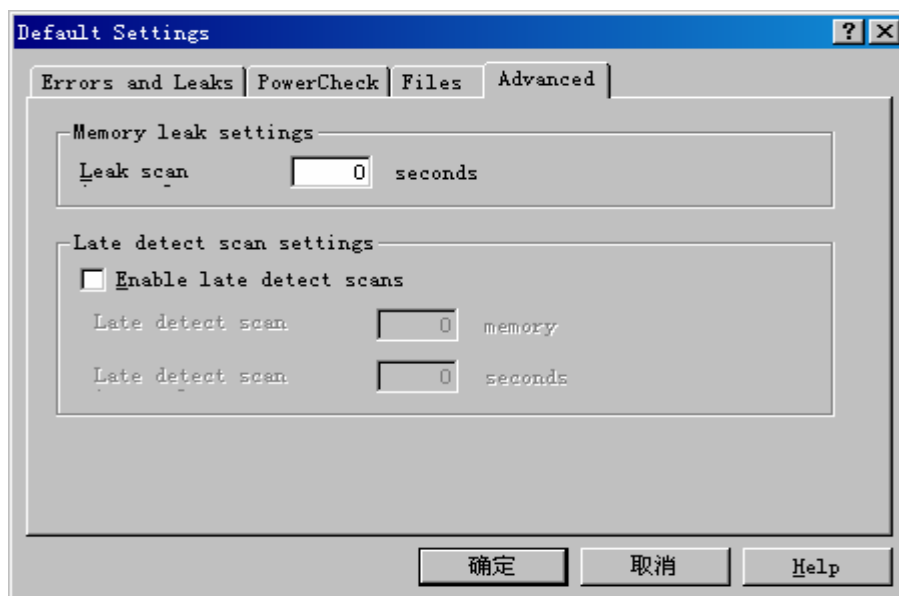 Default Settings
Errors and Leaks PowerCheck Files Advanced
Memory leak settings
Leak scan 0 seconds
Late detect scan settings
Enable late detect scans
Late detect scan 0 memory
Late detect scan 0 seconds
确定 取消 Help